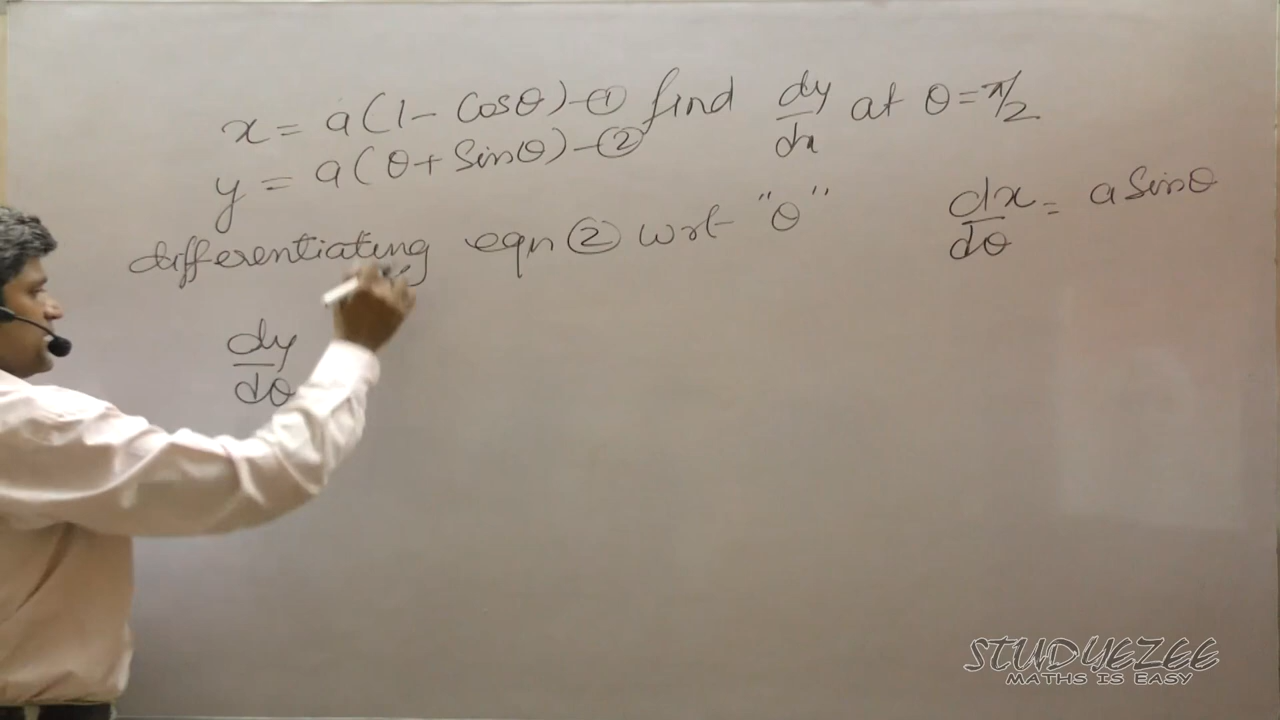 x = a(1 - Cosθ) - ① find dy/dx at θ = π/2
y = a(θ + Sinθ) - ②
dx/dθ = a Sinθ
differentiating eqn ② wrt "θ"
dy/dθ
STUDYEZEE
MATHS IS EASY